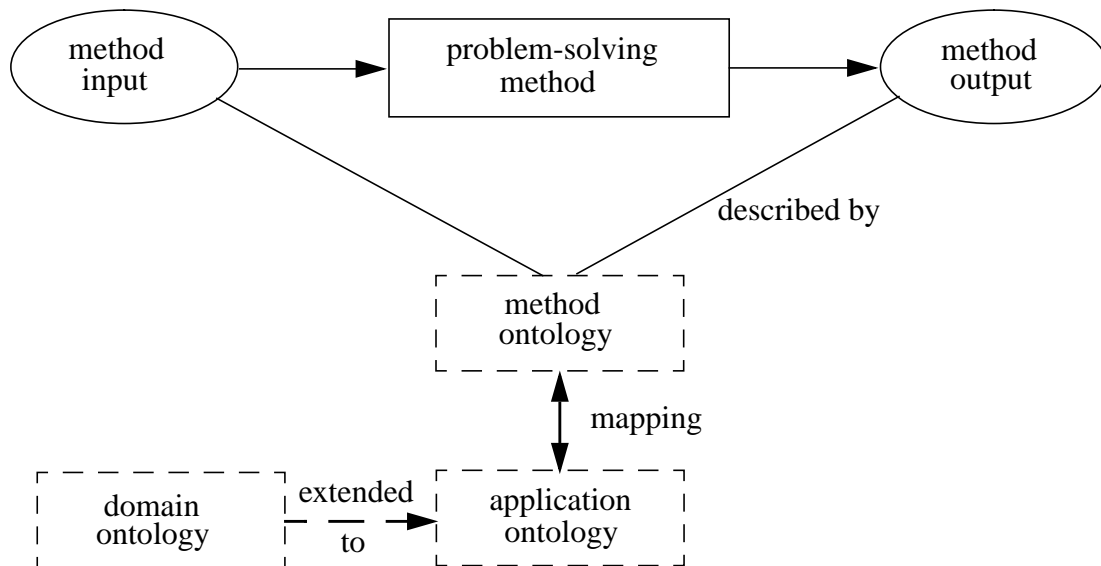 method
input
problem-solving
method
method
output
described by
method
ontology
mapping
domain
ontology
extended
to
application
ontology